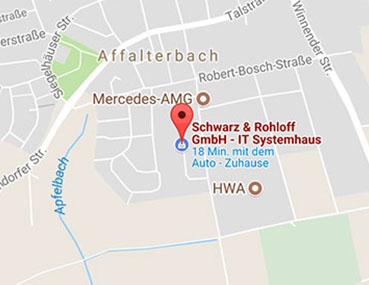 Talstra
Winnender Str.
erstraße
Siegelhäuser Str.
Affalterbach
Robert-Bosch-Straße
Mercedes-AMG
Schwarz & Rohloff
GmbH - IT Systemhaus
18 Min. mit dem
Auto - Zuhause
Apfelbach
dorfer Str.
HWA